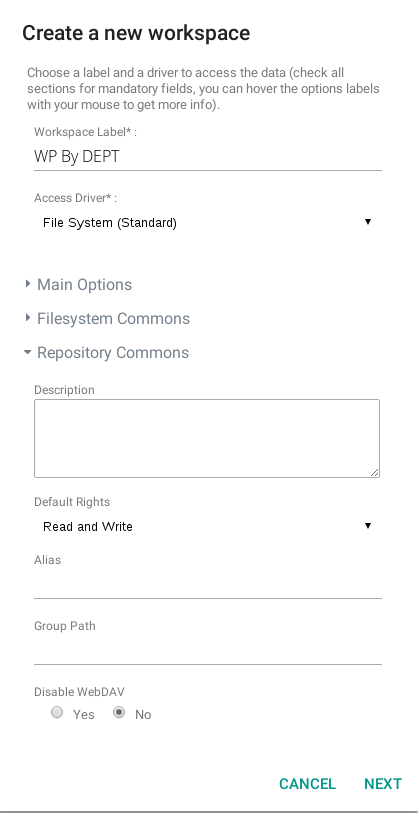 Create a new workspace
Choose a label and a driver to access the data (check all
sections for mandatory fields, you can hover the options labels
with your mouse to get more info).
Workspace Label* :
WP By DEPT
Access Driver* :
File System (Standard)
Main Options
Filesystem Commons
Repository Commons
Description
Default Rights
Read and Write
Alias
Group Path
Disable WebDAV
Yes No
CANCEL NEXT